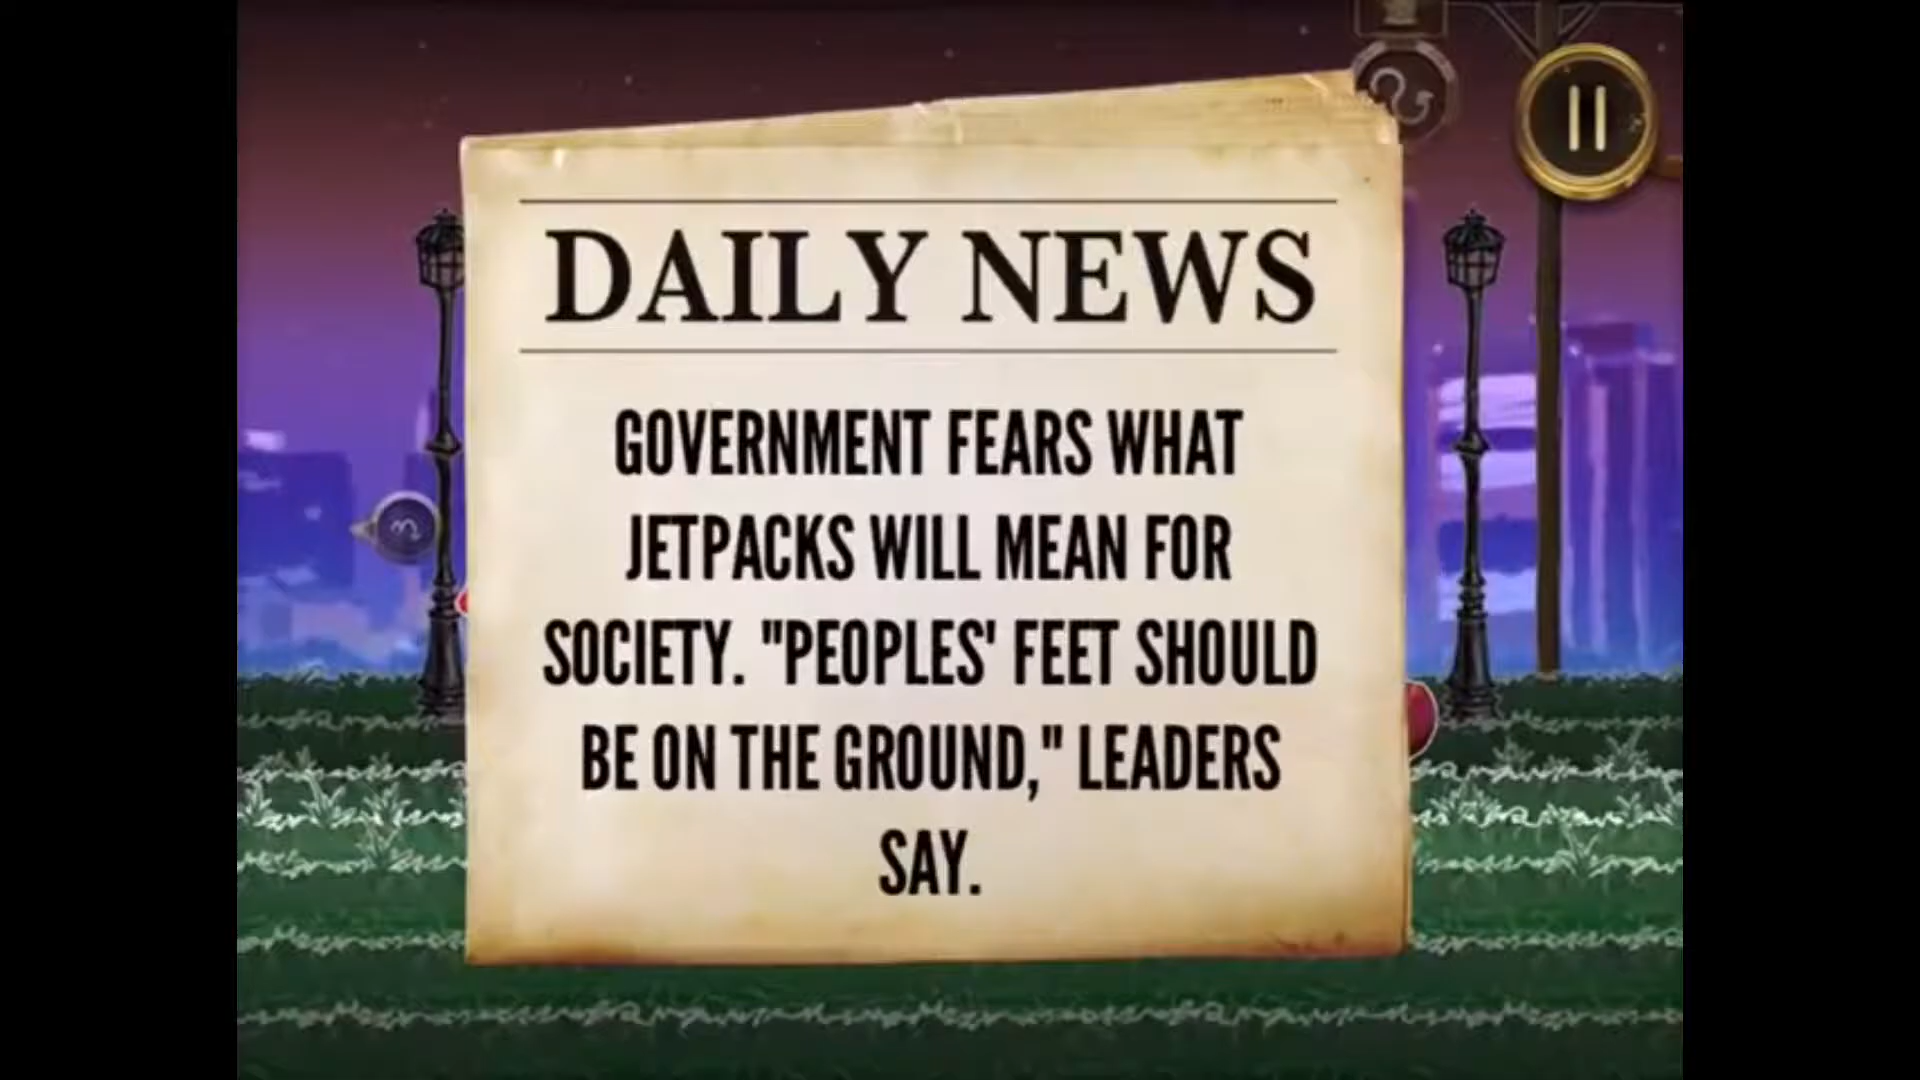 DAILY NEWS
GOVERNMENT FEARS WHAT
JETPACKS WILL MEAN FOR
SOCIETY. "PEOPLES' FEET SHOULD
BE ON THE GROUND," LEADERS
SAY.